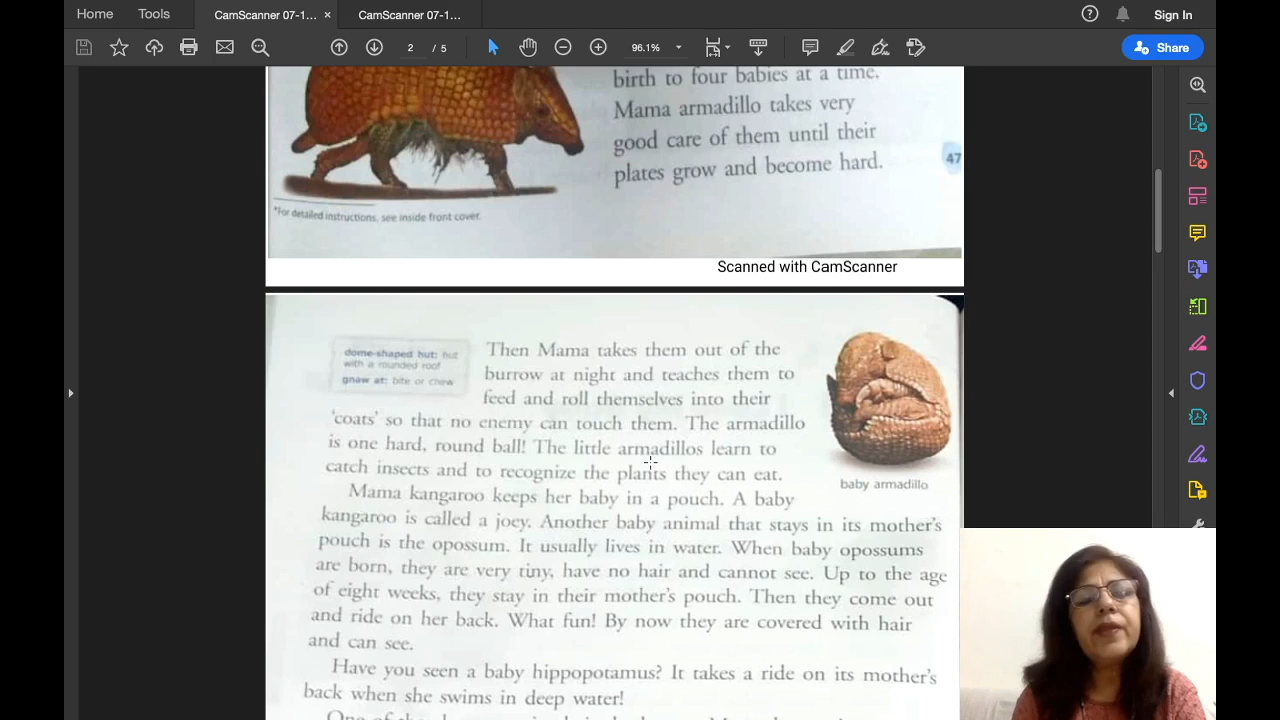 Home Tools CamScanner 07-1... × CamScanner 07-1... Sign In
2 / 5 96.1% Share
birth to four babies at a time.
Mama armadillo takes very
good care of them until their
plates grow and become hard.
47
*For detailed instructions, see inside front cover.
Scanned with CamScanner
dome-shaped hut: hut
with a rounded roof
gnaw at: bite or chew
Then Mama takes them out of the
burrow at night and teaches them to
feed and roll themselves into their
'coats' so that no enemy can touch them. The armadillo
is one hard, round ball! The little armadillos learn to
catch insects and to recognize the plants they can eat.
baby armadillo
Mama kangaroo keeps her baby in a pouch. A baby
kangaroo is called a joey. Another baby animal that stays in its mother's
pouch is the opossum. It usually lives in water. When baby opossums
are born, they are very tiny, have no hair and cannot see. Up to the age
of eight weeks, they stay in their mother's pouch. Then they come out
and ride on her back. What fun! By now they are covered with hair
and can see.
Have you seen a baby hippopotamus? It takes a ride on its mother's
back when she swims in deep water!